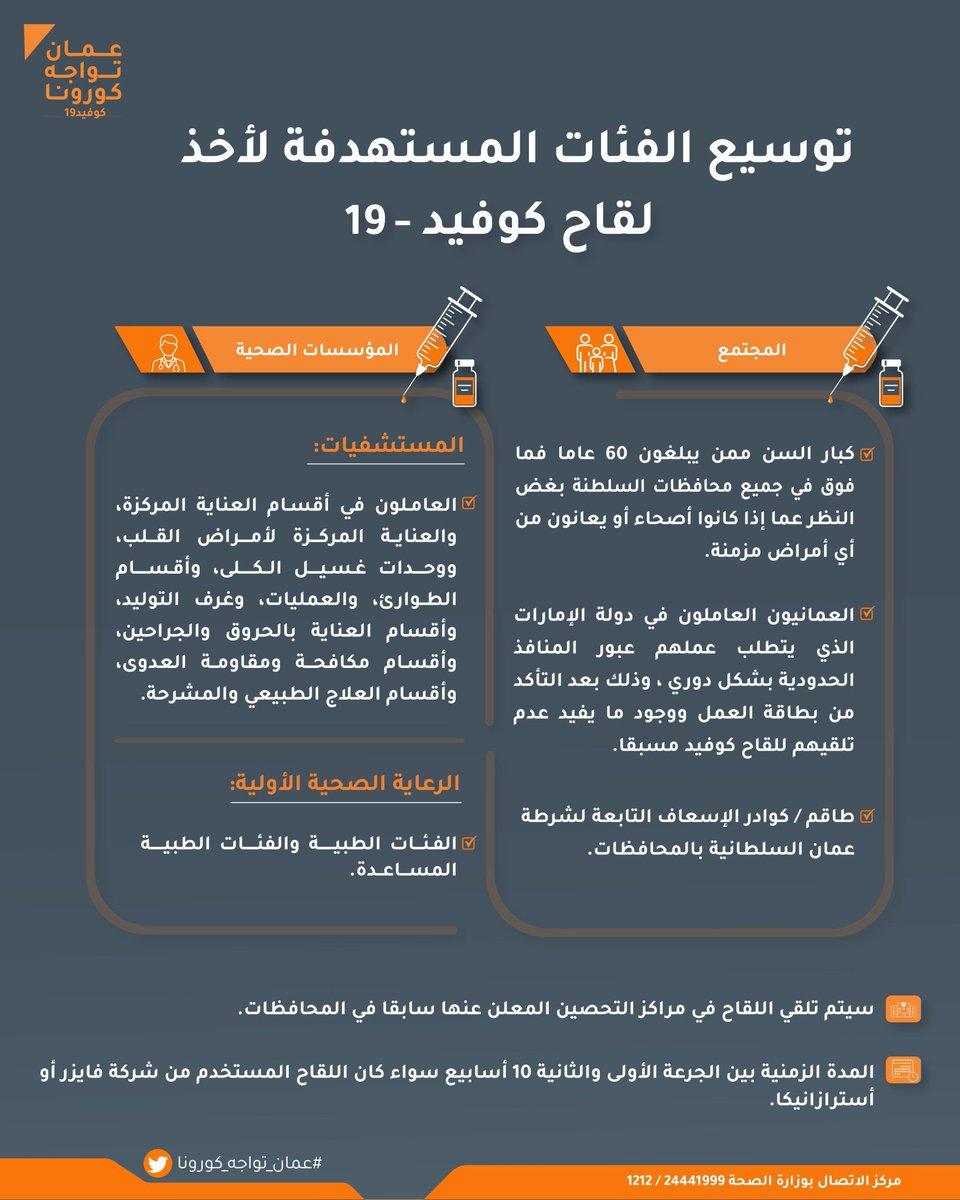 عمان
تواجه
كورونا
كوفيد19
توسيع الفئات المستهدفة لأخذ
لقاح كوفيد - 19
المجتمع
كبار السن ممن يبلغون 60 عاما فما
فوق في جميع محافظات السلطنة بغض
النظر عما إذا كانوا أصحاء أو يعانون من
أي أمراض مزمنة.
العمانيون العاملون في دولة الإمارات
الذي يتطلب عملهم عبور المنافذ
الحدودية بشكل دوري ، وذلك بعد التأكد
من بطاقة العمل ووجود ما يفيد عدم
تلقيهم للقاح كوفيد مسبقا.
طاقم / كوادر الإسعاف التابعة لشرطة
عمان السلطانية بالمحافظات.
المؤسسات الصحية
المستشفيات:
العاملون في أقسام العناية المركزة،
والعناية المركزة لأمراض القلب،
ووحدات غسيل الكلى، وأقسام
الطوارئ، والعمليات، وغرف التوليد،
وأقسام العناية بالحروق والجراحين،
وأقسام مكافحة ومقاومة العدوى،
وأقسام العلاج الطبيعي والمشرحة.
الرعاية الصحية الأولية:
الفئات الطبية والفئات الطبية
المساعدة.
سيتم تلقي اللقاح في مراكز التحصين المعلن عنها سابقا في المحافظات.
المدة الزمنية بين الجرعة الأولى والثانية 10 أسابيع سواء كان اللقاح المستخدم من شركة فايزر أو
أسترازانيكا.
#عمان_تواجه_كورونا
مركز الاتصال بوزارة الصحة 24441999 / 1212